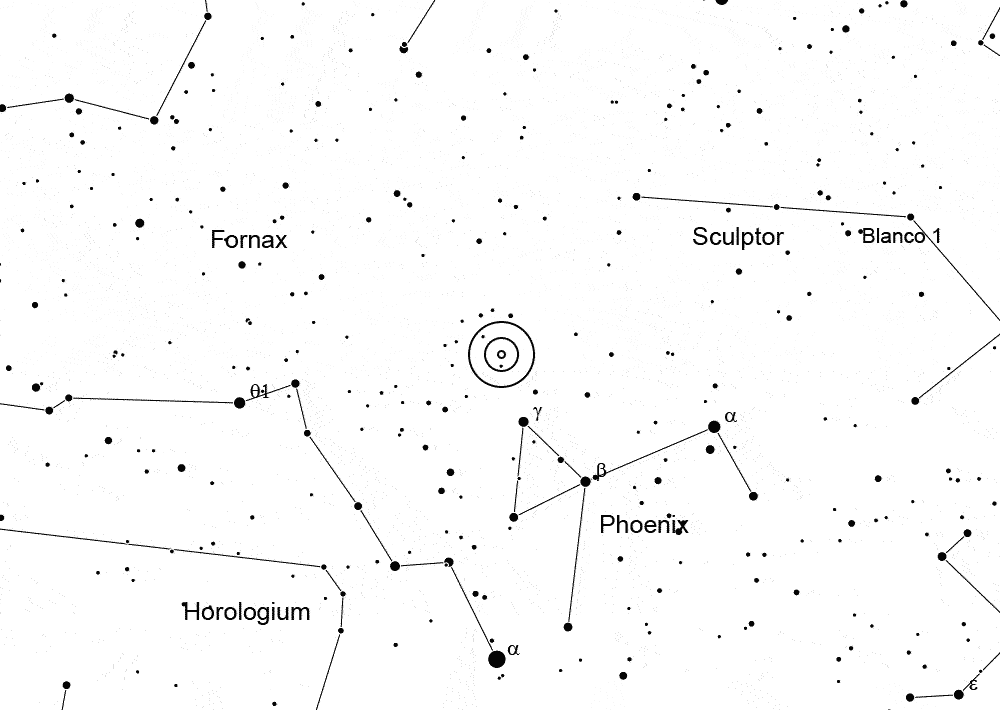 Fornax
Sculptor
Blanco 1
θ1
γ
α
β
Phoenix
Horologium
α
ε